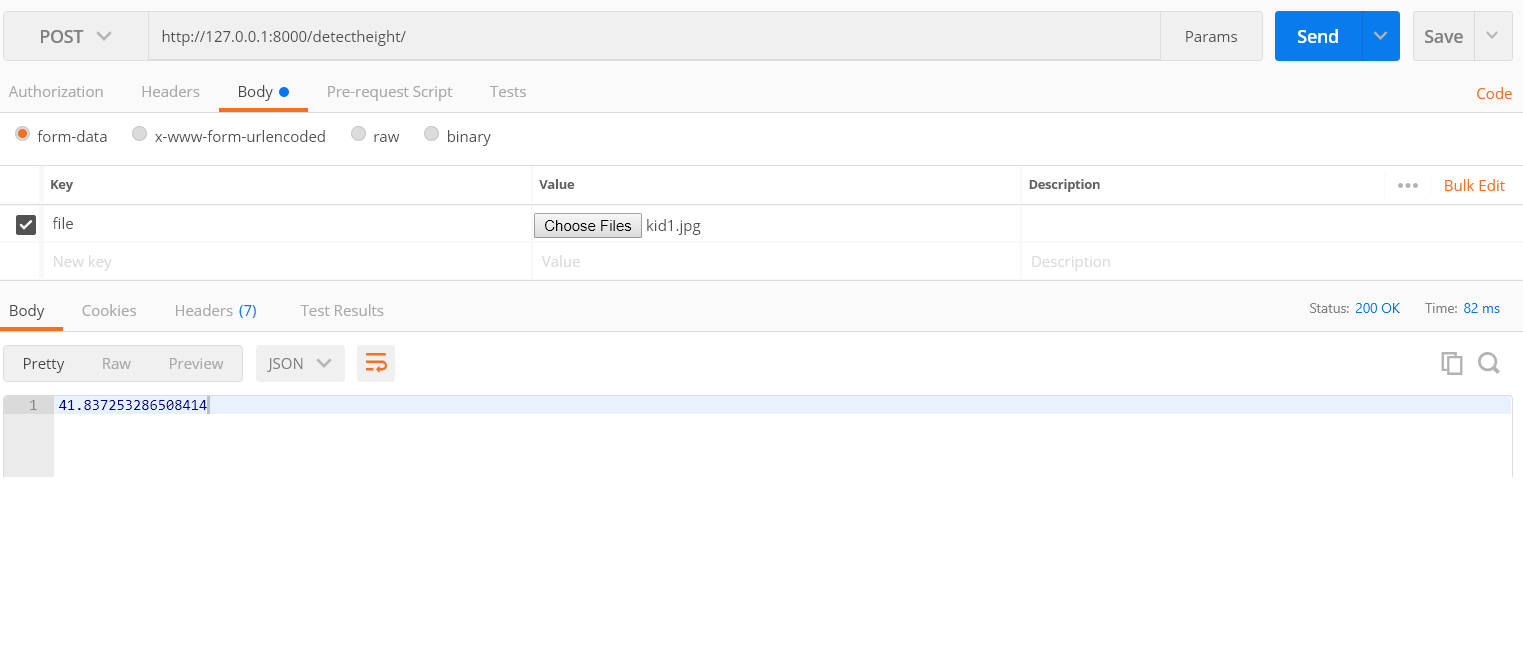 POST http://127.0.0.1:8000/detectheight/ Params Send Save
Authorization Headers Body Pre-request Script Tests Code
form-data x-www-form-urlencoded raw binary
Key Value Description ••• Bulk Edit
file Choose Files kid1.jpg
New key Value Description
Body Cookies Headers (7) Test Results Status: 200 OK Time: 82 ms
Pretty Raw Preview JSON
1 41.837253286508414